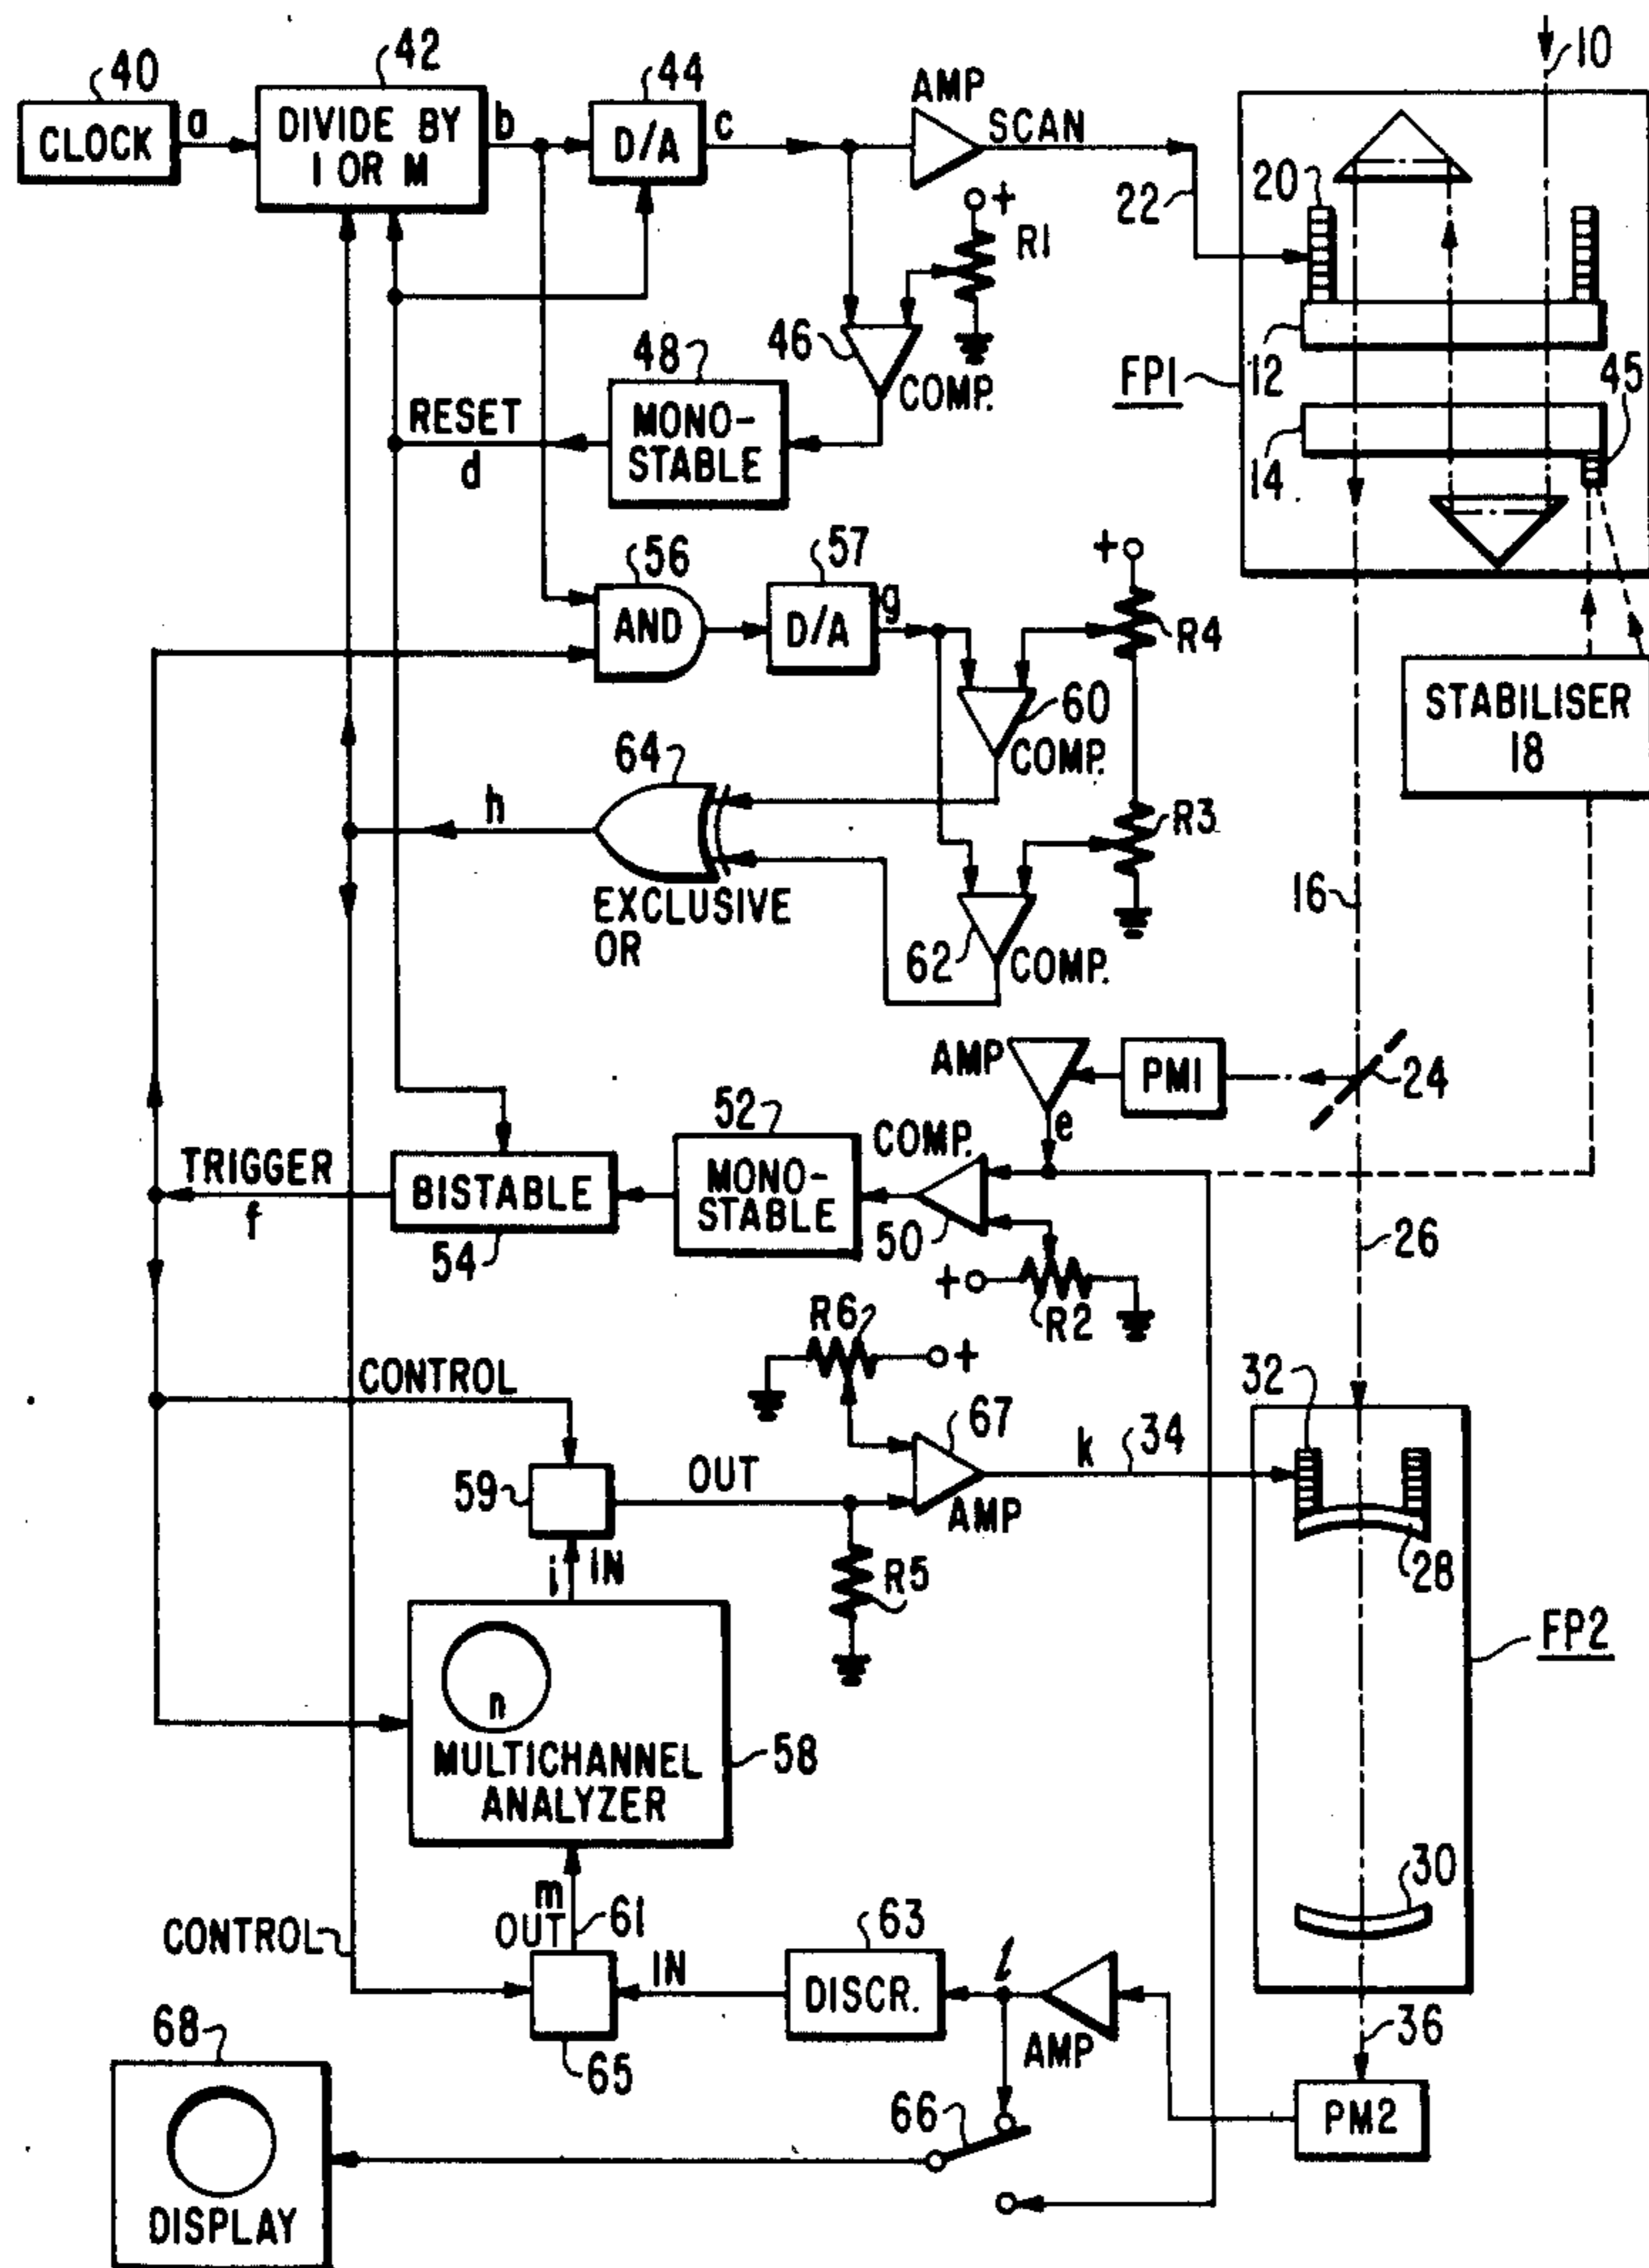 40
CLOCK
a
42
DIVIDE BY
1 OR M
b
44
D/A
c
AMP
SCAN
22
10
20
+
R1
46
COMP.
12
FP1
45
14
48
MONO-
STABLE
RESET
d
56
AND
57
D/A
g
+
R4
60
COMP.
STABILISER
18
64
h
EXCLUSIVE
OR
R3
62
COMP.
16
AMP
PM1
24
e
COMP.
52
MONO-
STABLE
50
TRIGGER
f
BISTABLE
54
+
R2
26
R6
+
CONTROL
67
k
34
32
59
OUT
AMP
28
i
IN
R5
FP2
n
MULTICHANNEL
ANALYZER
58
m
OUT
61
CONTROL
IN
63
DISCR.
l
AMP
30
65
36
66
PM2
68
DISPLAY